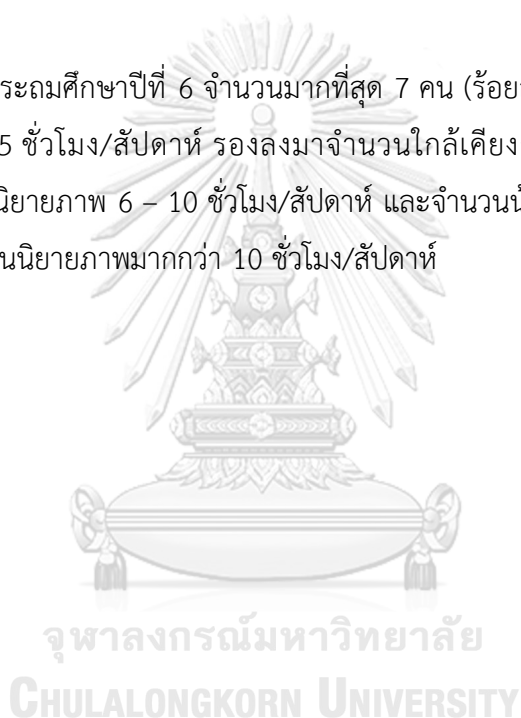 ระถมศึกษาปีที่ 6 จำนวนมากที่สุด 7 คน (ร้อย
5 ชั่วโมง/สัปดาห์ รองลงมาจำนวนใกล้เคียง
นิยายภาพ 6 – 10 ชั่วโมง/สัปดาห์ และจำนวนน้
นนิยายภาพมากกว่า 10 ชั่วโมง/สัปดาห์
จุฬาลงกรณ์มหาวิทยาลัย
CHULALONGKORN UNIVERSITY